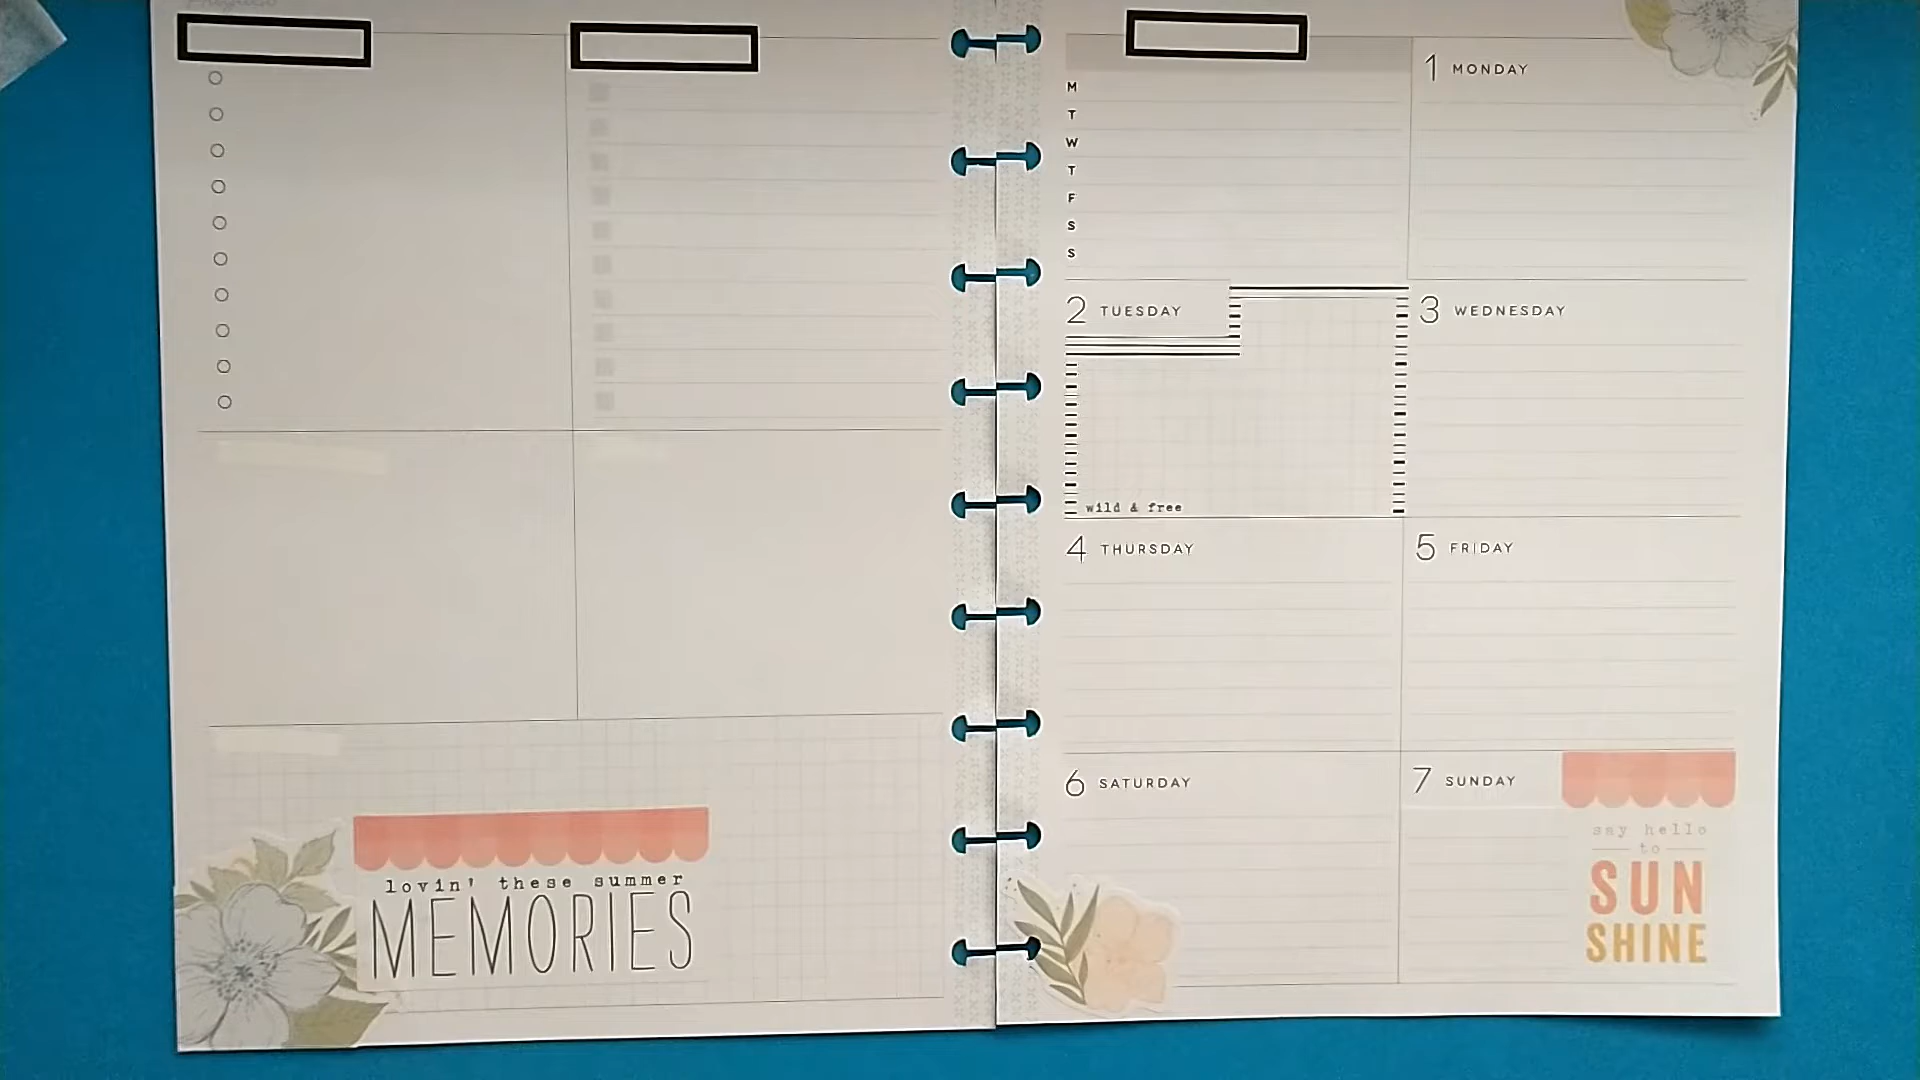 lovin' these summer
MEMORIES
M
T
W
T
F
S
S
1 MONDAY
2 TUESDAY
wild & free
3 WEDNESDAY
4 THURSDAY
5 FRIDAY
6 SATURDAY
7 SUNDAY
say hello
to
SUN
SHINE